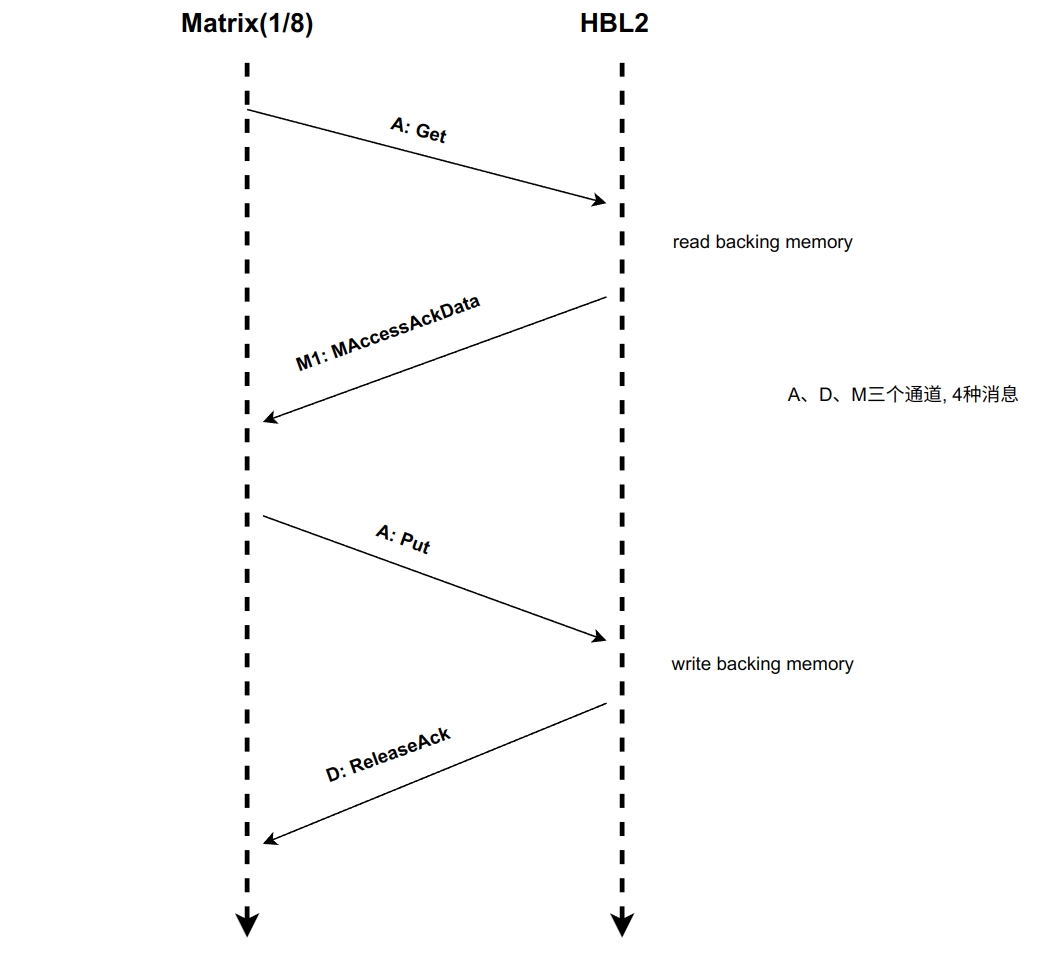 Matrix(1/8)
HBL2
A: Get
read backing memory
M1: MAccessAckData
A、D、M三个通道, 4种消息
A: Put
write backing memory
D: ReleaseAck